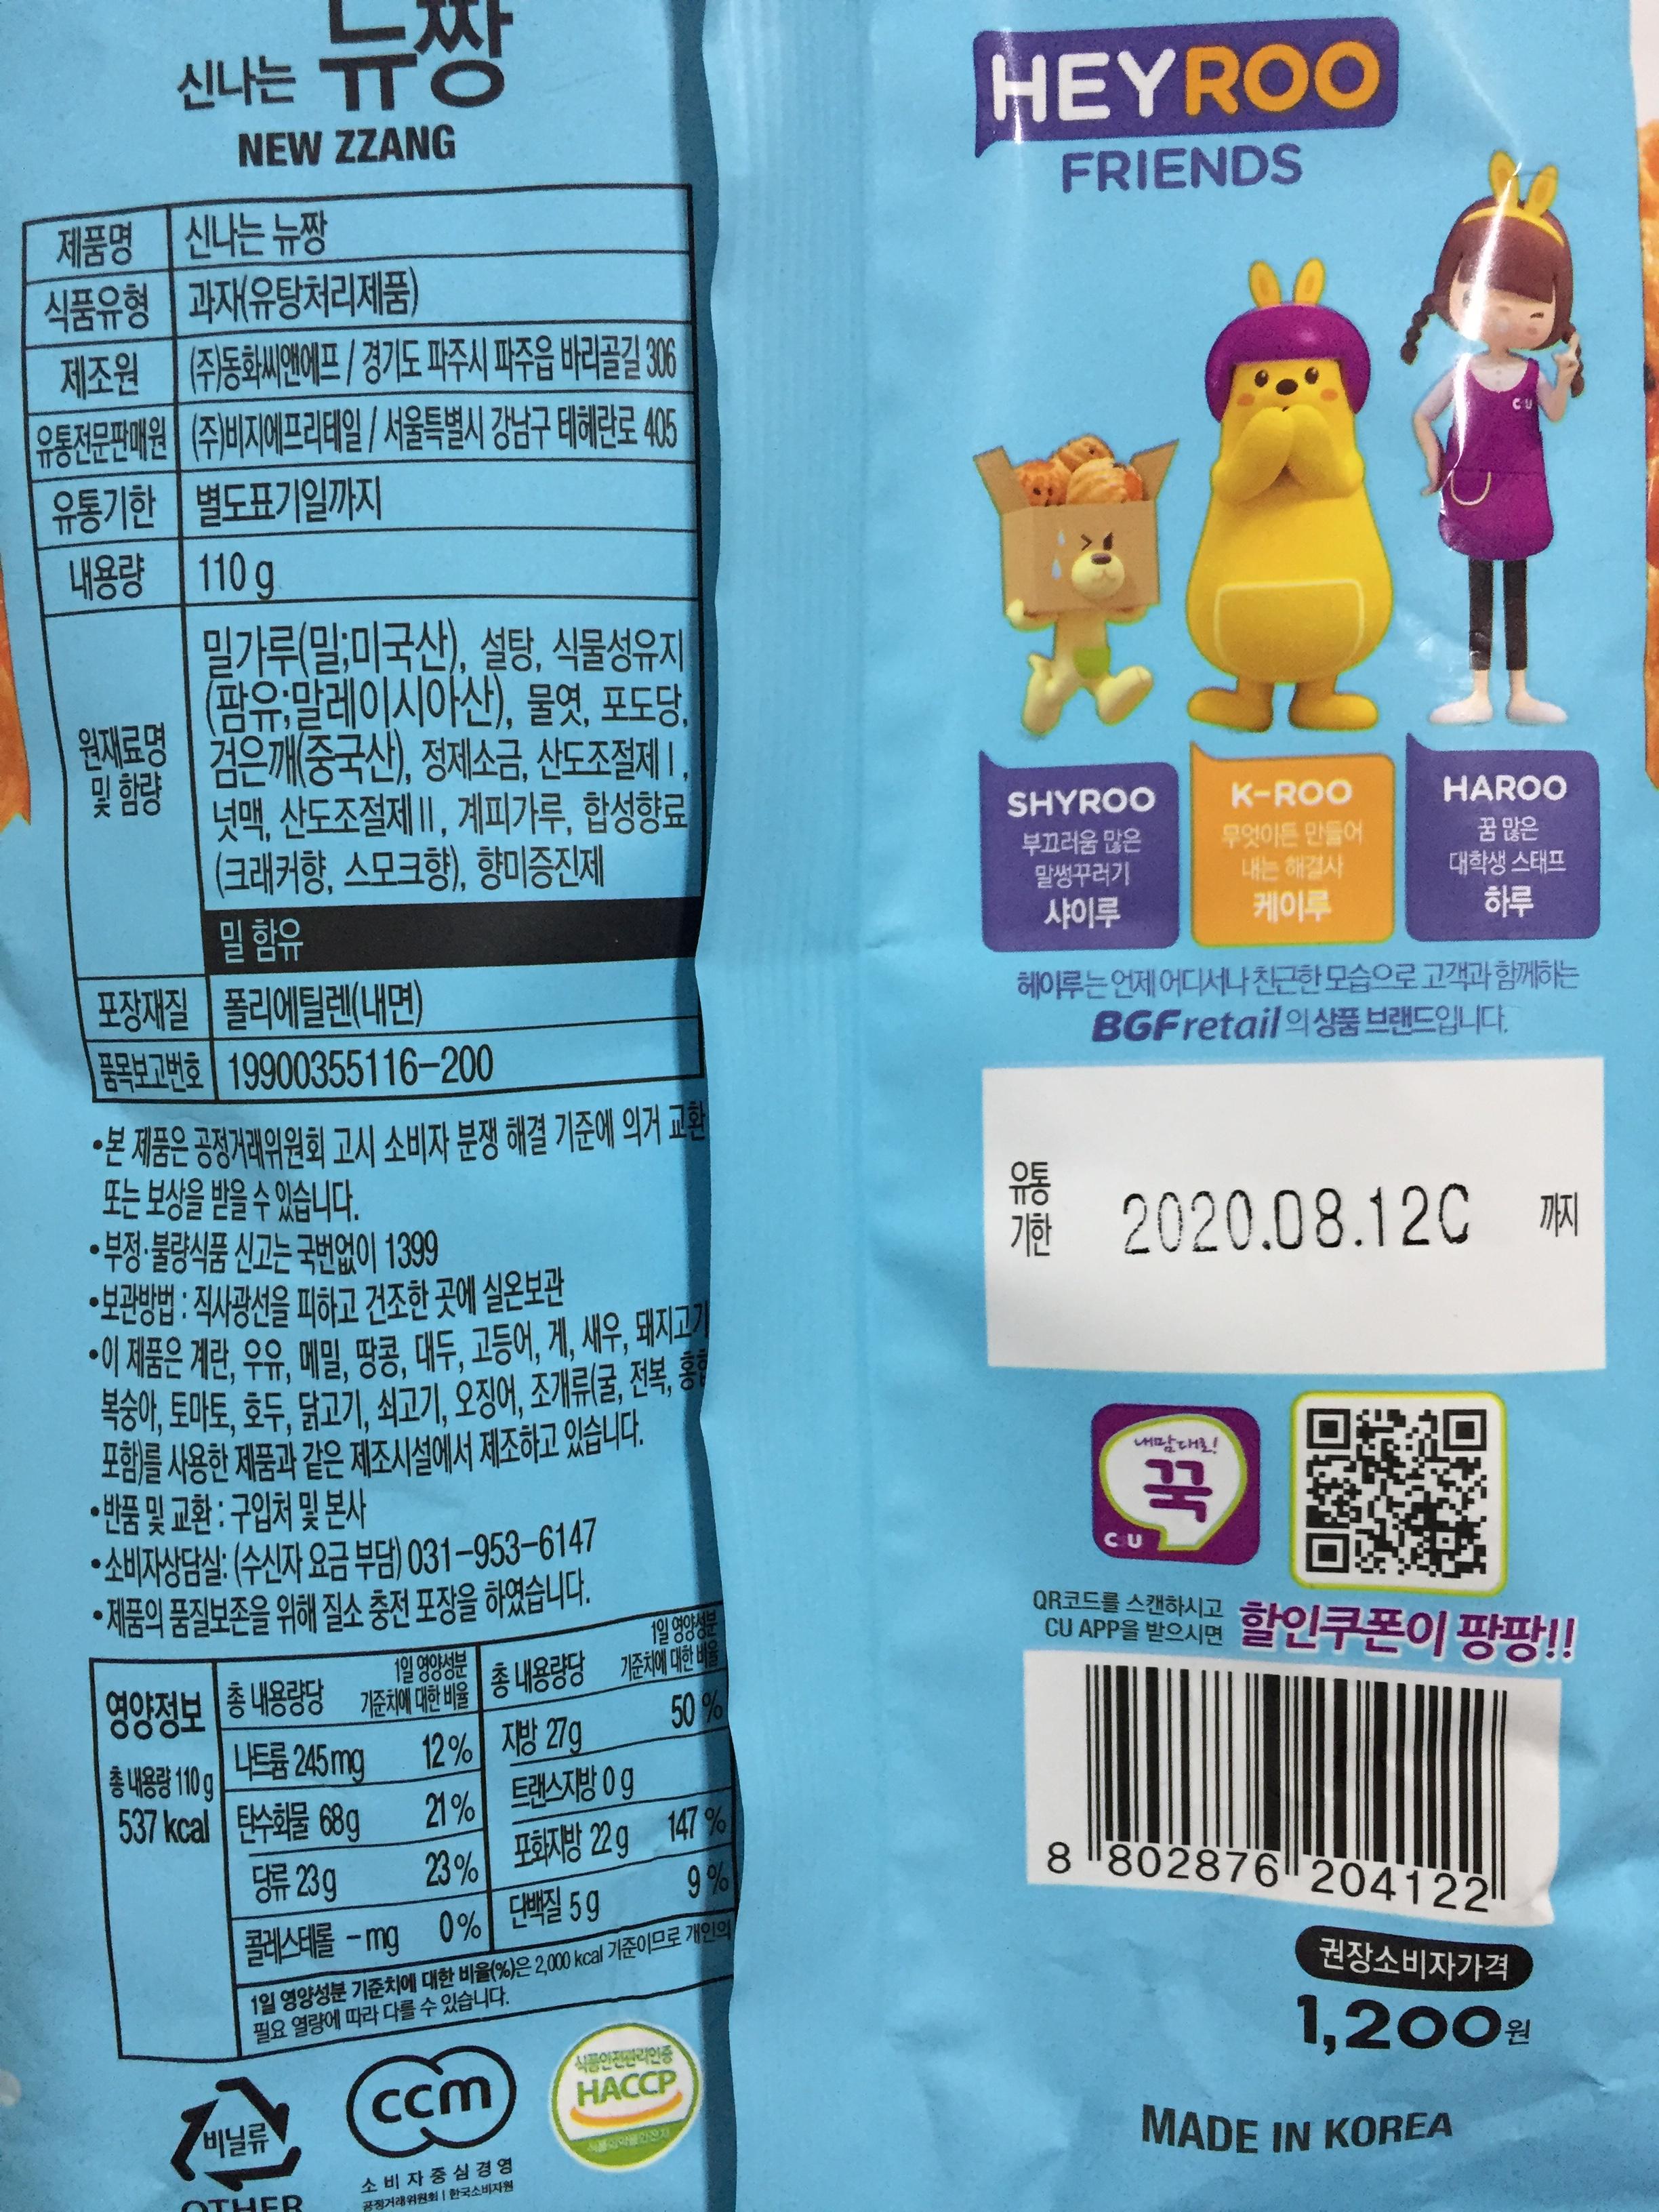 신나는 뉴짱
NEW ZZANG
제품명 신나는 뉴짱
식품유형 과자(유탕처리제품)
제조원 (주)동화씨앤에프 / 경기도 파주시 파주읍 바리골길 306
유통전문판매원 (주)비지에프리테일 / 서울특별시 강남구 테헤란로 405
유통기한 별도표기일까지
내용량 110 g
원재료명 및 함량
밀가루(밀;미국산), 설탕, 식물성유지
(팜유;말레이시아산), 물엿, 포도당,
검은깨(중국산), 정제소금, 산도조절제 I,
넛맥, 산도조절제 II, 계피가루, 합성향료
(크래커향, 스모크향), 향미증진제
밀 함유
포장재질 폴리에틸렌(내면)
품목보고번호 19900355116-200
•본 제품은 공정거래위원회 고시 소비자 분쟁 해결 기준에 의거 교환
또는 보상을 받을 수 있습니다.
•부정·불량식품 신고는 국번없이 1399
•보관방법 : 직사광선을 피하고 건조한 곳에 실온보관
•이 제품은 계란, 우유, 메밀, 땅콩, 대두, 고등어, 게, 새우, 돼지고기
복숭아, 토마토, 호두, 닭고기, 쇠고기, 오징어, 조개류(굴, 전복, 홍합
포함)를 사용한 제품과 같은 제조시설에서 제조하고 있습니다.
•반품 및 교환 : 구입처 및 본사
•소비자상담실: (수신자 요금 부담) 031-953-6147
•제품의 품질보존을 위해 질소 충전 포장을 하였습니다.
영양정보
총 내용량 110 g
537 kcal
총 내용량당 1일 영양성분 기준치에 대한 비율
나트륨 245 mg 12 %
탄수화물 68 g 21 %
당류 23 g 23 %
콜레스테롤 - mg 0 %
총 내용량당 1일 영양성분 기준치에 대한 비율
지방 27g 50 %
트랜스지방 0 g
포화지방 22 g 147 %
단백질 5 g 9 %
1일 영양성분 기준치에 대한 비율(%)은 2,000 kcal 기준이므로 개인의
필요 열량에 따라 다를 수 있습니다.
비닐류
OTHER
ccm
소비자중심경영
공정거래위원회 | 한국소비자원
식품안전관리인증
HACCP
HEYROO
FRIENDS
CU
SHYROO
부끄러움 많은
말썽꾸러기
샤이루
K-ROO
무엇이든 만들어
내는 해결사
케이루
HAROO
꿈 많은
대학생 스태프
하루
헤이루는 언제 어디서나 친근한 모습으로 고객과 함께하는
BGFretail의 상품 브랜드입니다.
유통
기한 2020.08.12C 까지
내맘대로!
꾹
CU
QR코드를 스캔하시고
CU APP을 받으시면 할인쿠폰이 팡팡!!
8 802876 204122
권장소비자가격
1,200원
MADE IN KOREA